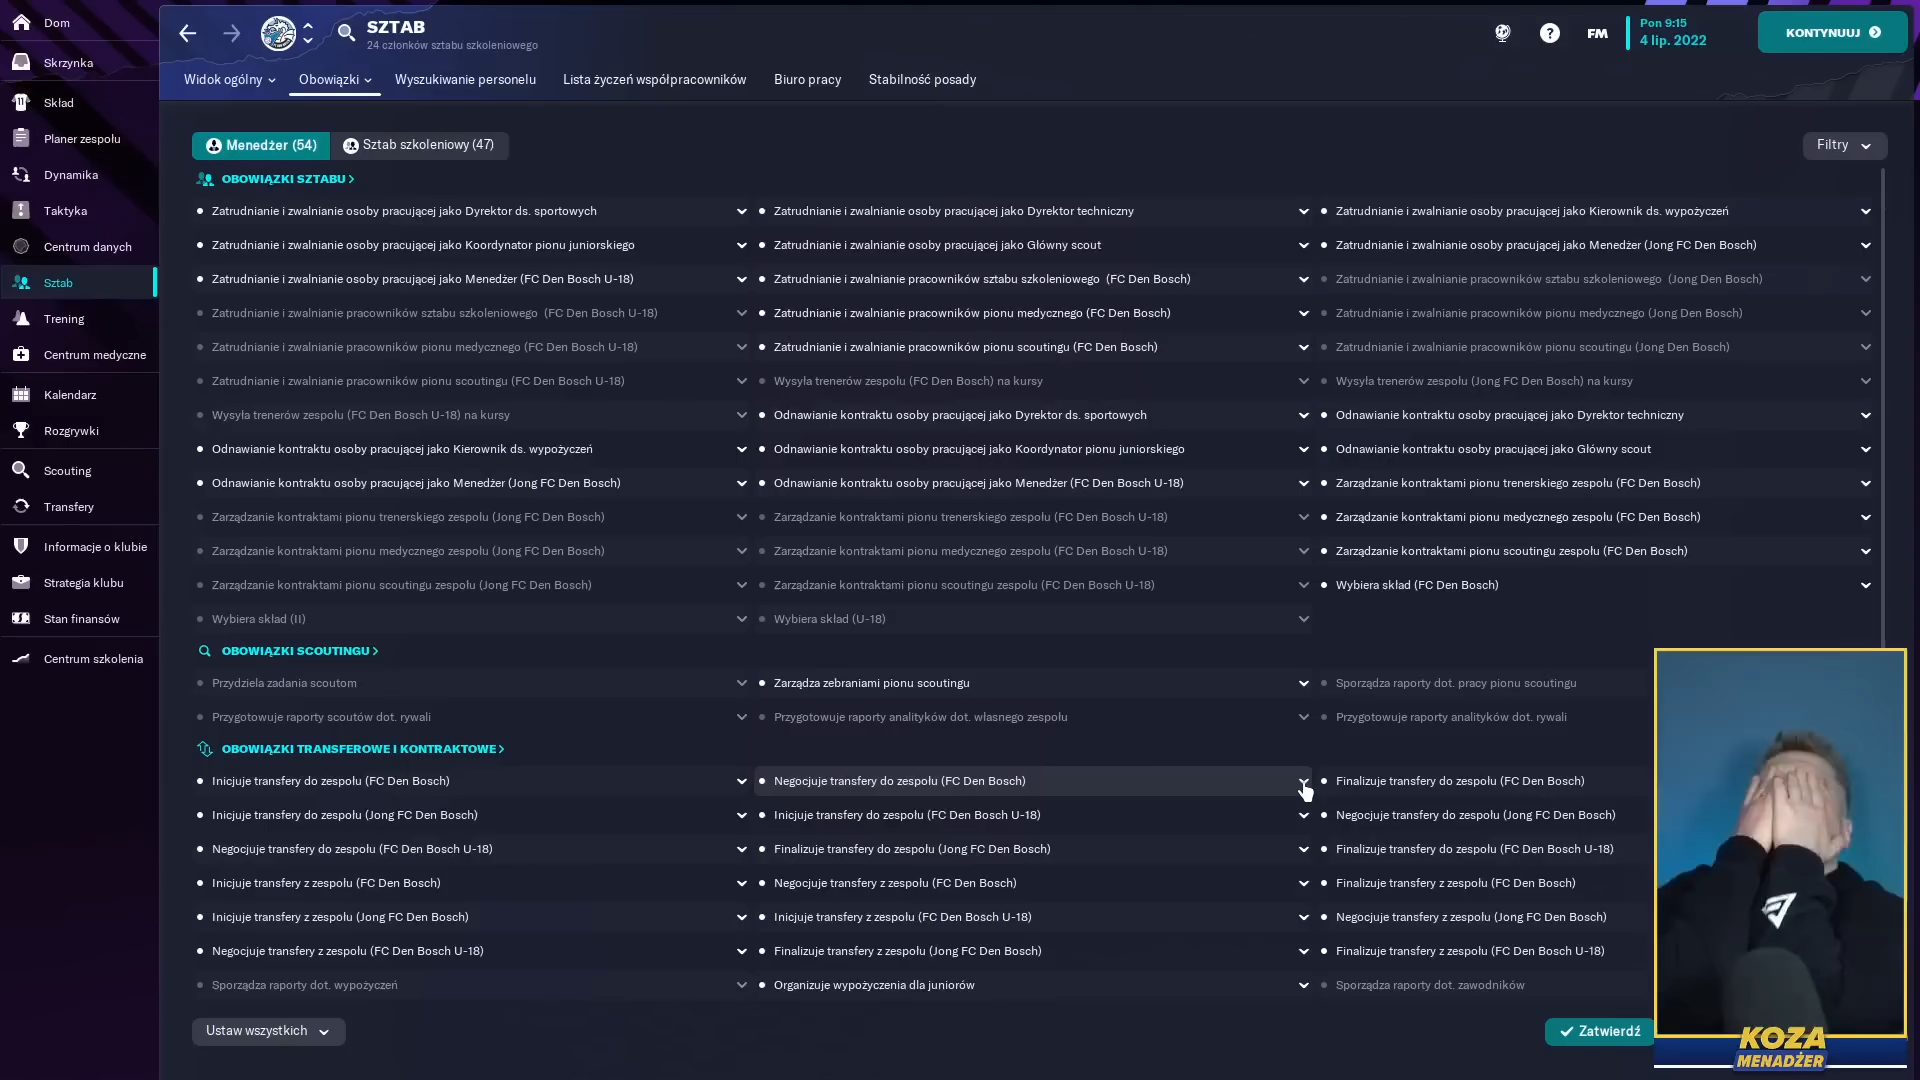 Dom
Skrzynka
Skład
Planer zespołu
Dynamika
Taktyka
Centrum danych
Sztab
Trening
Centrum medyczne
Kalendarz
Rozgrywki
Scouting
Transfery
Informacje o klubie
Strategia klubu
Stan finansów
Centrum szkolenia
SZTAB
24 członków sztabu szkoleniowego
FM
Pon 9:15
4 lip. 2022
KONTYNUUJ
Widok ogólny Obowiązki Wyszukiwanie personelu Lista życzeń współpracowników Biuro pracy Stabilność posady
Menedżer (54) Sztab szkoleniowy (47) Filtry
OBOWIĄZKI SZTABU >
Zatrudnianie i zwalnianie osoby pracującej jako Dyrektor ds. sportowych
Zatrudnianie i zwalnianie osoby pracującej jako Dyrektor techniczny
Zatrudnianie i zwalnianie osoby pracującej jako Kierownik ds. wypożyczeń
Zatrudnianie i zwalnianie osoby pracującej jako Koordynator pionu juniorskiego
Zatrudnianie i zwalnianie osoby pracującej jako Główny scout
Zatrudnianie i zwalnianie osoby pracującej jako Menedżer (Jong FC Den Bosch)
Zatrudnianie i zwalnianie osoby pracującej jako Menedżer (FC Den Bosch U-18)
Zatrudnianie i zwalnianie pracowników sztabu szkoleniowego (FC Den Bosch)
Zatrudnianie i zwalnianie pracowników sztabu szkoleniowego (Jong Den Bosch)
Zatrudnianie i zwalnianie pracowników sztabu szkoleniowego (FC Den Bosch U-18)
Zatrudnianie i zwalnianie pracowników pionu medycznego (FC Den Bosch)
Zatrudnianie i zwalnianie pracowników pionu medycznego (Jong Den Bosch)
Zatrudnianie i zwalnianie pracowników pionu medycznego (FC Den Bosch U-18)
Zatrudnianie i zwalnianie pracowników pionu scoutingu (FC Den Bosch)
Zatrudnianie i zwalnianie pracowników pionu scoutingu (Jong Den Bosch)
Zatrudnianie i zwalnianie pracowników pionu scoutingu (FC Den Bosch U-18)
Wysyła trenerów zespołu (FC Den Bosch) na kursy
Wysyła trenerów zespołu (Jong FC Den Bosch) na kursy
Wysyła trenerów zespołu (FC Den Bosch U-18) na kursy
Odnawianie kontraktu osoby pracującej jako Dyrektor ds. sportowych
Odnawianie kontraktu osoby pracującej jako Dyrektor techniczny
Odnawianie kontraktu osoby pracującej jako Kierownik ds. wypożyczeń
Odnawianie kontraktu osoby pracującej jako Koordynator pionu juniorskiego
Odnawianie kontraktu osoby pracującej jako Główny scout
Odnawianie kontraktu osoby pracującej jako Menedżer (Jong FC Den Bosch)
Odnawianie kontraktu osoby pracującej jako Menedżer (FC Den Bosch U-18)
Zarządzanie kontraktami pionu trenerskiego zespołu (FC Den Bosch)
Zarządzanie kontraktami pionu trenerskiego zespołu (Jong FC Den Bosch)
Zarządzanie kontraktami pionu trenerskiego zespołu (FC Den Bosch U-18)
Zarządzanie kontraktami pionu medycznego zespołu (FC Den Bosch)
Zarządzanie kontraktami pionu medycznego zespołu (Jong FC Den Bosch)
Zarządzanie kontraktami pionu medycznego zespołu (FC Den Bosch U-18)
Zarządzanie kontraktami pionu scoutingu zespołu (FC Den Bosch)
Zarządzanie kontraktami pionu scoutingu zespołu (Jong FC Den Bosch)
Zarządzanie kontraktami pionu scoutingu zespołu (FC Den Bosch U-18)
Wybiera skład (FC Den Bosch)
Wybiera skład (II)
Wybiera skład (U-18)
OBOWIĄZKI SCOUTINGU >
Przydziela zadania scoutom
Zarządza zebraniami pionu scoutingu
Sporządza raporty dot. pracy pionu scoutingu
Przygotowuje raporty scoutów dot. rywali
Przygotowuje raporty analityków dot. własnego zespołu
Przygotowuje raporty analityków dot. rywali
OBOWIĄZKI TRANSFEROWE I KONTRAKTOWE >
Inicjuje transfery do zespołu (FC Den Bosch)
Negocjuje transfery do zespołu (FC Den Bosch)
Finalizuje transfery do zespołu (FC Den Bosch)
Inicjuje transfery do zespołu (Jong FC Den Bosch)
Inicjuje transfery do zespołu (FC Den Bosch U-18)
Negocjuje transfery do zespołu (Jong FC Den Bosch)
Negocjuje transfery do zespołu (FC Den Bosch U-18)
Finalizuje transfery do zespołu (Jong FC Den Bosch)
Finalizuje transfery do zespołu (FC Den Bosch U-18)
Inicjuje transfery z zespołu (FC Den Bosch)
Negocjuje transfery z zespołu (FC Den Bosch)
Finalizuje transfery z zespołu (FC Den Bosch)
Inicjuje transfery z zespołu (Jong FC Den Bosch)
Inicjuje transfery z zespołu (FC Den Bosch U-18)
Negocjuje transfery z zespołu (Jong FC Den Bosch)
Negocjuje transfery z zespołu (FC Den Bosch U-18)
Finalizuje transfery z zespołu (Jong FC Den Bosch)
Finalizuje transfery z zespołu (FC Den Bosch U-18)
Sporządza raporty dot. wypożyczeń
Organizuje wypożyczenia dla juniorów
Sporządza raporty dot. zawodników
Ustaw wszystkich
Zatwierdź
KOZA
MENADŻER